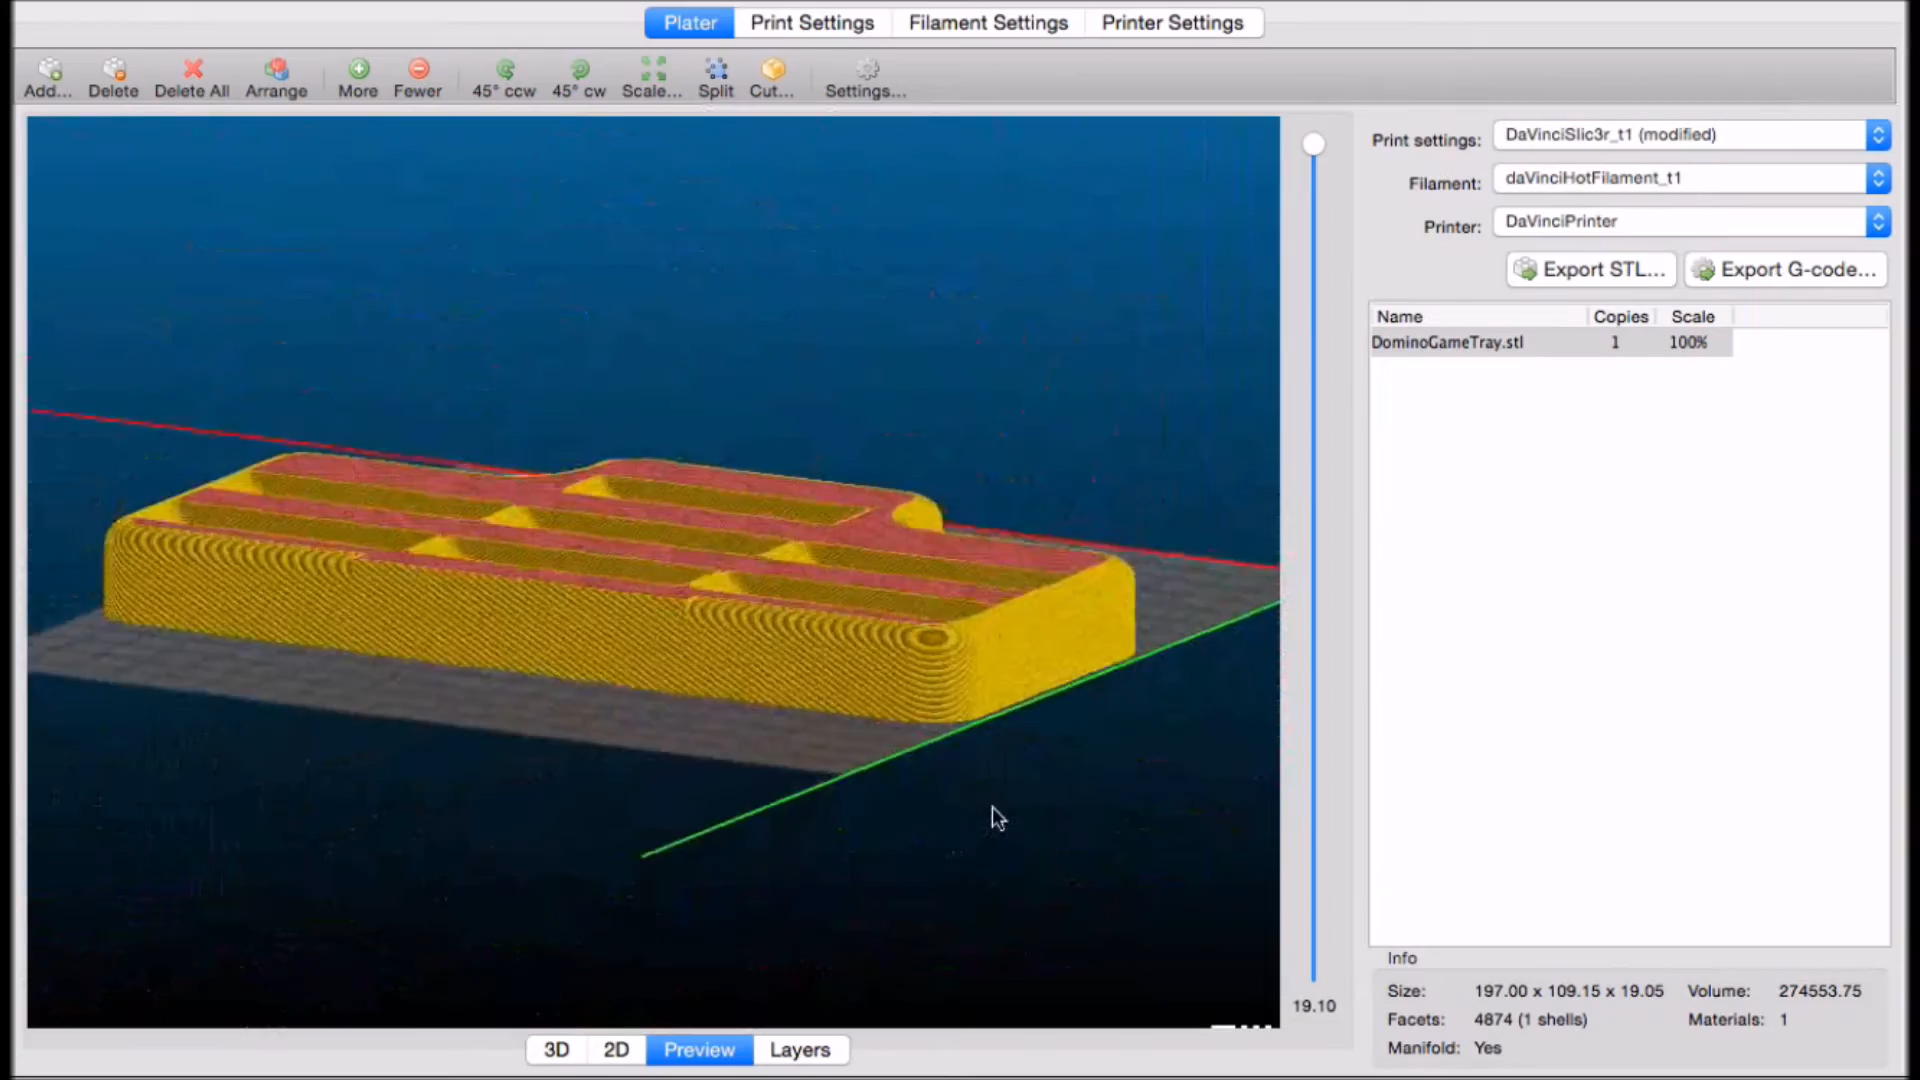 Plater Print Settings Filament Settings Printer Settings
Add... Delete Delete All Arrange More Fewer 45° ccw 45° cw Scale... Split Cut... Settings...
Print settings: DaVinciSlic3r_t1 (modified)
Filament: daVinciHotFilament_t1
Printer: DaVinciPrinter
Export STL... Export G-code...
Name Copies Scale
DominoGameTray.stl 1 100%
19.10
Info
Size: 197.00 x 109.15 x 19.05 Volume: 274553.75
Facets: 4874 (1 shells) Materials: 1
Manifold: Yes
3D 2D Preview Layers